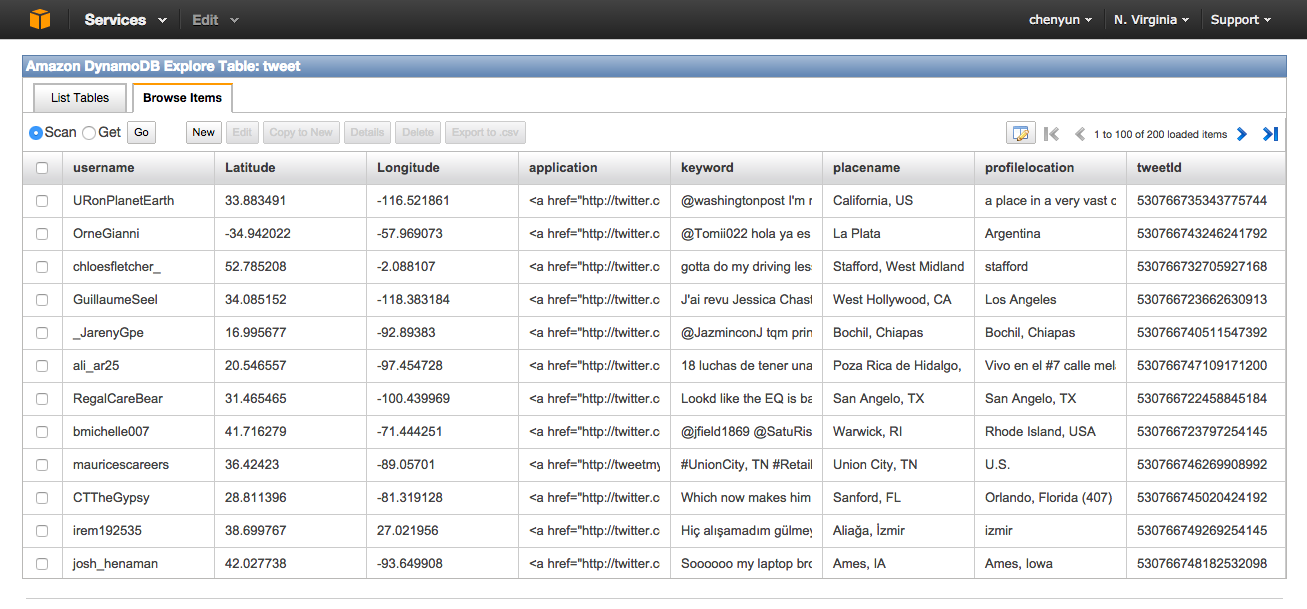 Services Edit chenyun N. Virginia Support
Amazon DynamoDB Explore Table: tweet
List Tables Browse Items
Scan Get Go New Edit Copy to New Details Delete Export to .csv 1 to 100 of 200 loaded items
username Latitude Longitude application keyword placename profilelocation tweetId
URonPlanetEarth 33.883491 -116.521861 <a href="http://twitter.c @washingtonpost I'm r California, US a place in a very vast c 530766735343775744
OrneGianni -34.942022 -57.969073 <a href="http://twitter.c @Tomii022 hola ya es La Plata Argentina 530766743246241792
chloesfletcher_ 52.785208 -2.088107 <a href="http://twitter.c gotta do my driving les Stafford, West Midland stafford 530766732705927168
GuillaumeSeel 34.085152 -118.383184 <a href="http://twitter.c J'ai revu Jessica Chast West Hollywood, CA Los Angeles 530766723662630913
_JarenyGpe 16.995677 -92.89383 <a href="http://twitter.c @JazminconJ tqm prin Bochil, Chiapas Bochil, Chiapas 530766740511547392
ali_ar25 20.546557 -97.454728 <a href="http://twitter.c 18 luchas de tener una Poza Rica de Hidalgo, Vivo en el #7 calle mel 530766747109171200
RegalCareBear 31.465465 -100.439969 <a href="http://twitter.c Lookd like the EQ is ba San Angelo, TX San Angelo, TX 530766722458845184
bmichelle007 41.716279 -71.444251 <a href="http://twitter.c @jfield1869 @SatuRis Warwick, RI Rhode Island, USA 530766723797254145
mauricescareers 36.42423 -89.05701 <a href="http://tweetmy #UnionCity, TN #Retail Union City, TN U.S. 530766746269908992
CTTheGypsy 28.811396 -81.319128 <a href="http://twitter.c Which now makes him Sanford, FL Orlando, Florida (407) 530766745020424192
irem192535 38.699767 27.021956 <a href="http://twitter.c Hiç alışamadım gülmey Aliağa, İzmir izmir 530766749269254145
josh_henaman 42.027738 -93.649908 <a href="http://twitter.c Soooooo my laptop bro Ames, IA Ames, Iowa 530766748182532098